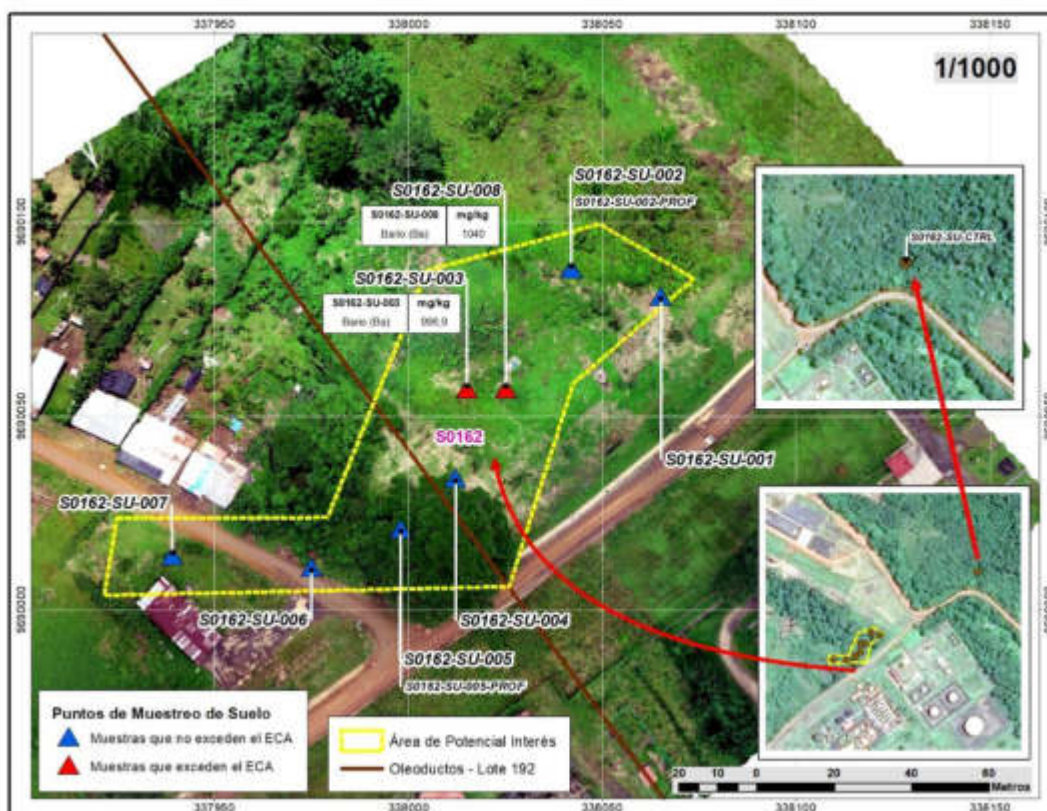 337950
338000
338050
338100
338150
1/1000
S0162-SU-002
S0162-SU-002-PROF
S0162-SU-008
S0162-SU-008 mg/kg
Bario (Ba) 1040
S0162-SU-003
S0162-SU-003 mg/kg
Bario (Ba)
S0162-SU-CTRL
S0162
S0162-SU-001
S0162-SU-007
S0162-SU-006
S0162-SU-004
S0162-SU-005
S0162-SU-005-PROF
Puntos de Muestreo de Suelo
Muestras que no exceden el ECA
Muestras que exceden el ECA
Área de Potencial Interés
Oleoductos - Lote 192
20 10 0 20 40 60
Metros
337950
338000
338050
338100
338150